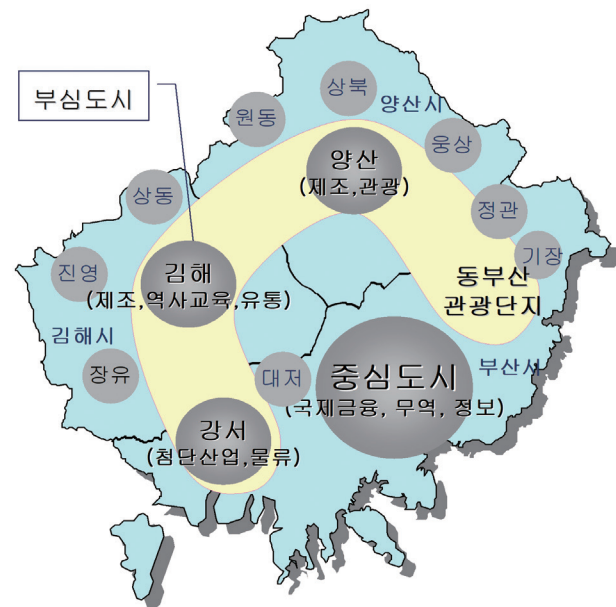 부심도시
상북
양산시
원동
웅상
양산
(제조,관광)
상동
정관
기장
진영
김해
(제조,역사교육,유통)
동부산
관광단지
김해시
장유
대저
중심도시
(국제금융, 무역, 정보)
부산시
강서
(첨단산업,물류)